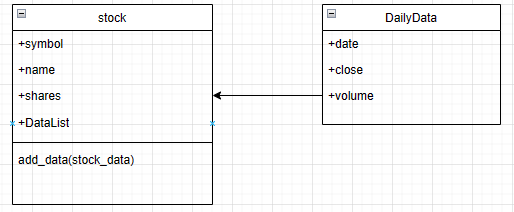 stock
+symbol
+name
+shares
+DataList
add_data(stock_data)
DailyData
+date
+close
+volume